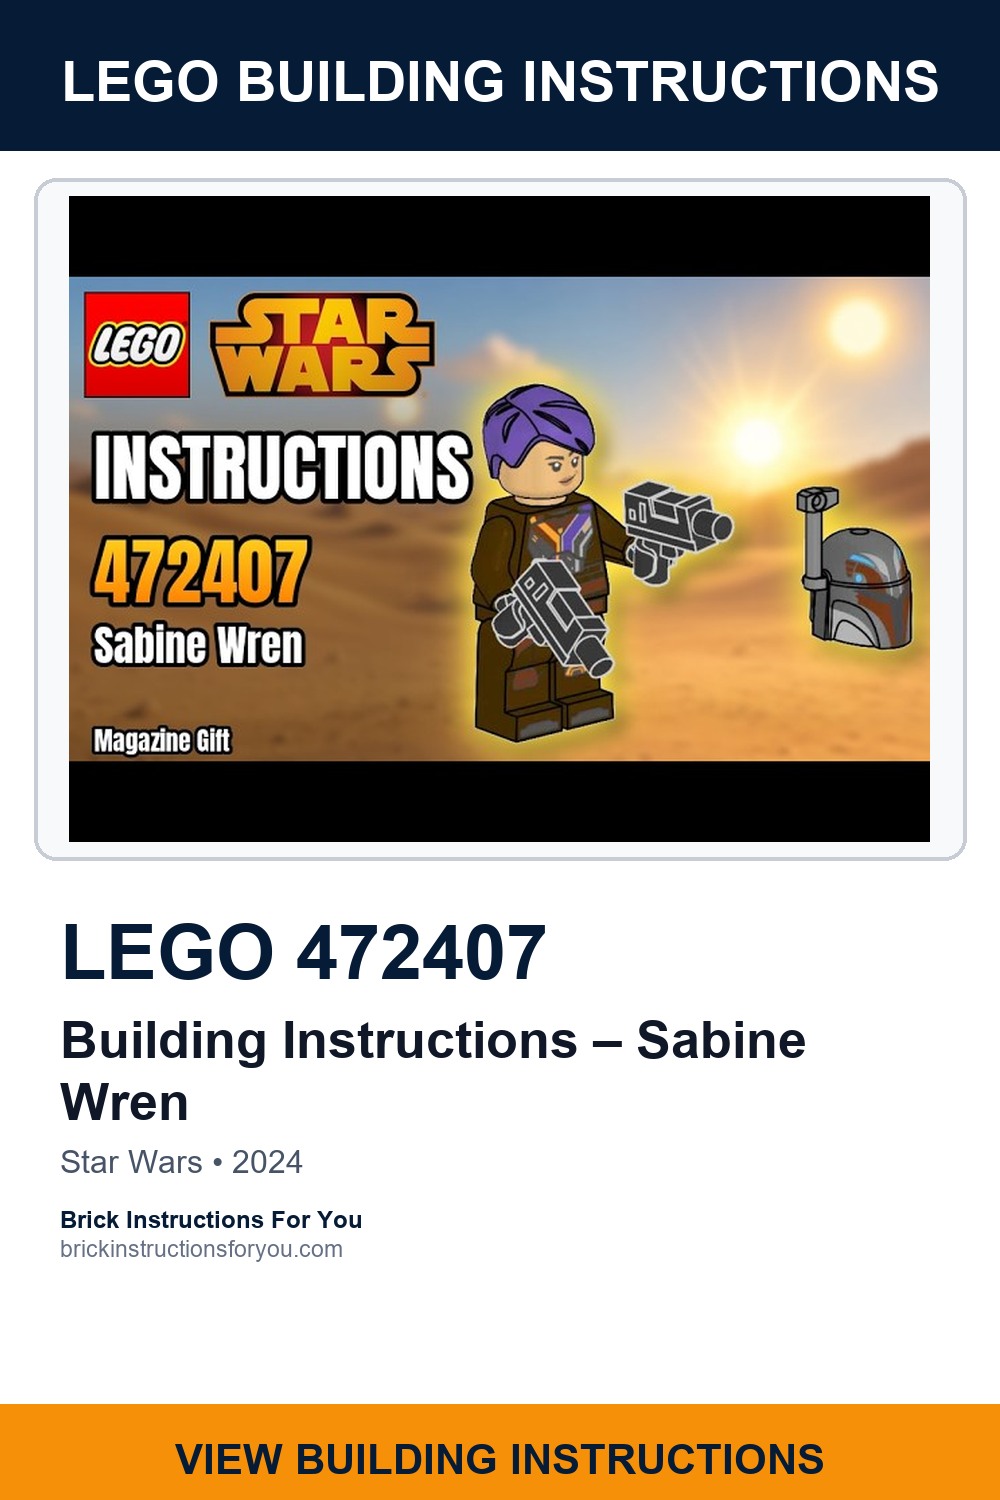 LEGO BUILDING INSTRUCTIONS
LEGO
STAR
WARS
INSTRUCTIONS
472407
Sabine Wren
Magazine Gift
LEGO 472407
Building Instructions – Sabine
Wren
Star Wars • 2024
Brick Instructions For You
brickinstructionsforyou.com
VIEW BUILDING INSTRUCTIONS